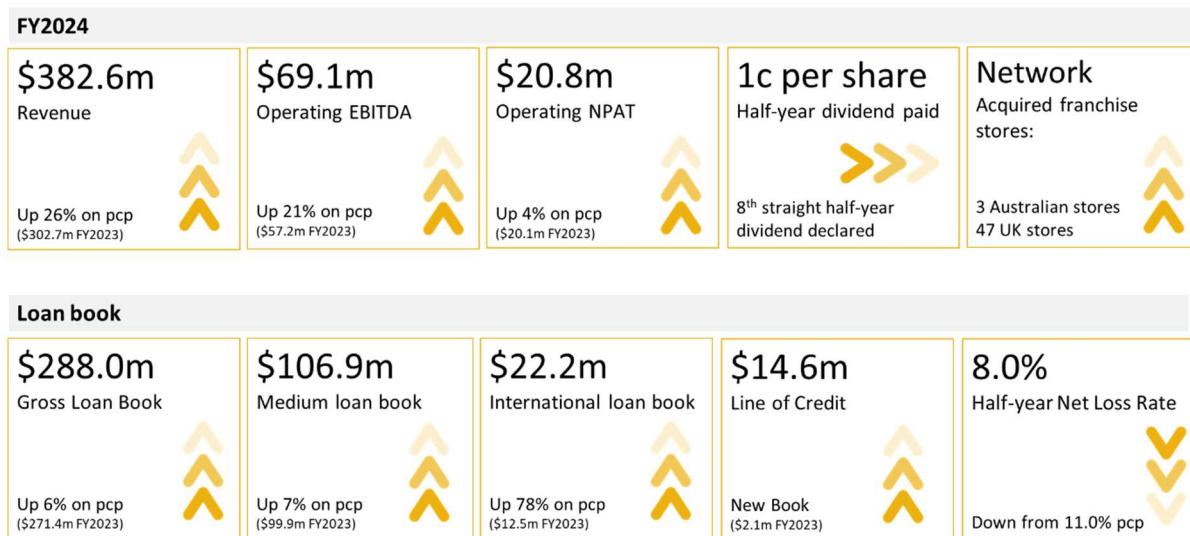 FY2024
$382.6m
Revenue
Up 26% on pcp
($302.7m FY2023)
$69.1m
Operating EBITDA
Up 21% on pcp
($57.2m FY2023)
$20.8m
Operating NPAT
Up 4% on pcp
($20.1m FY2023)
1c per share
Half-year dividend paid
8th straight half-year
dividend declared
Network
Acquired franchise
stores:
3 Australian stores
47 UK stores
Loan book
$288.0m
Gross Loan Book
Up 6% on pcp
($271.4m FY2023)
$106.9m
Medium loan book
Up 7% on pcp
($99.9m FY2023)
$22.2m
International loan book
Up 78% on pcp
($12.5m FY2023)
$14.6m
Line of Credit
New Book
($2.1m FY2023)
8.0%
Half-year Net Loss Rate
Down from 11.0% pcp